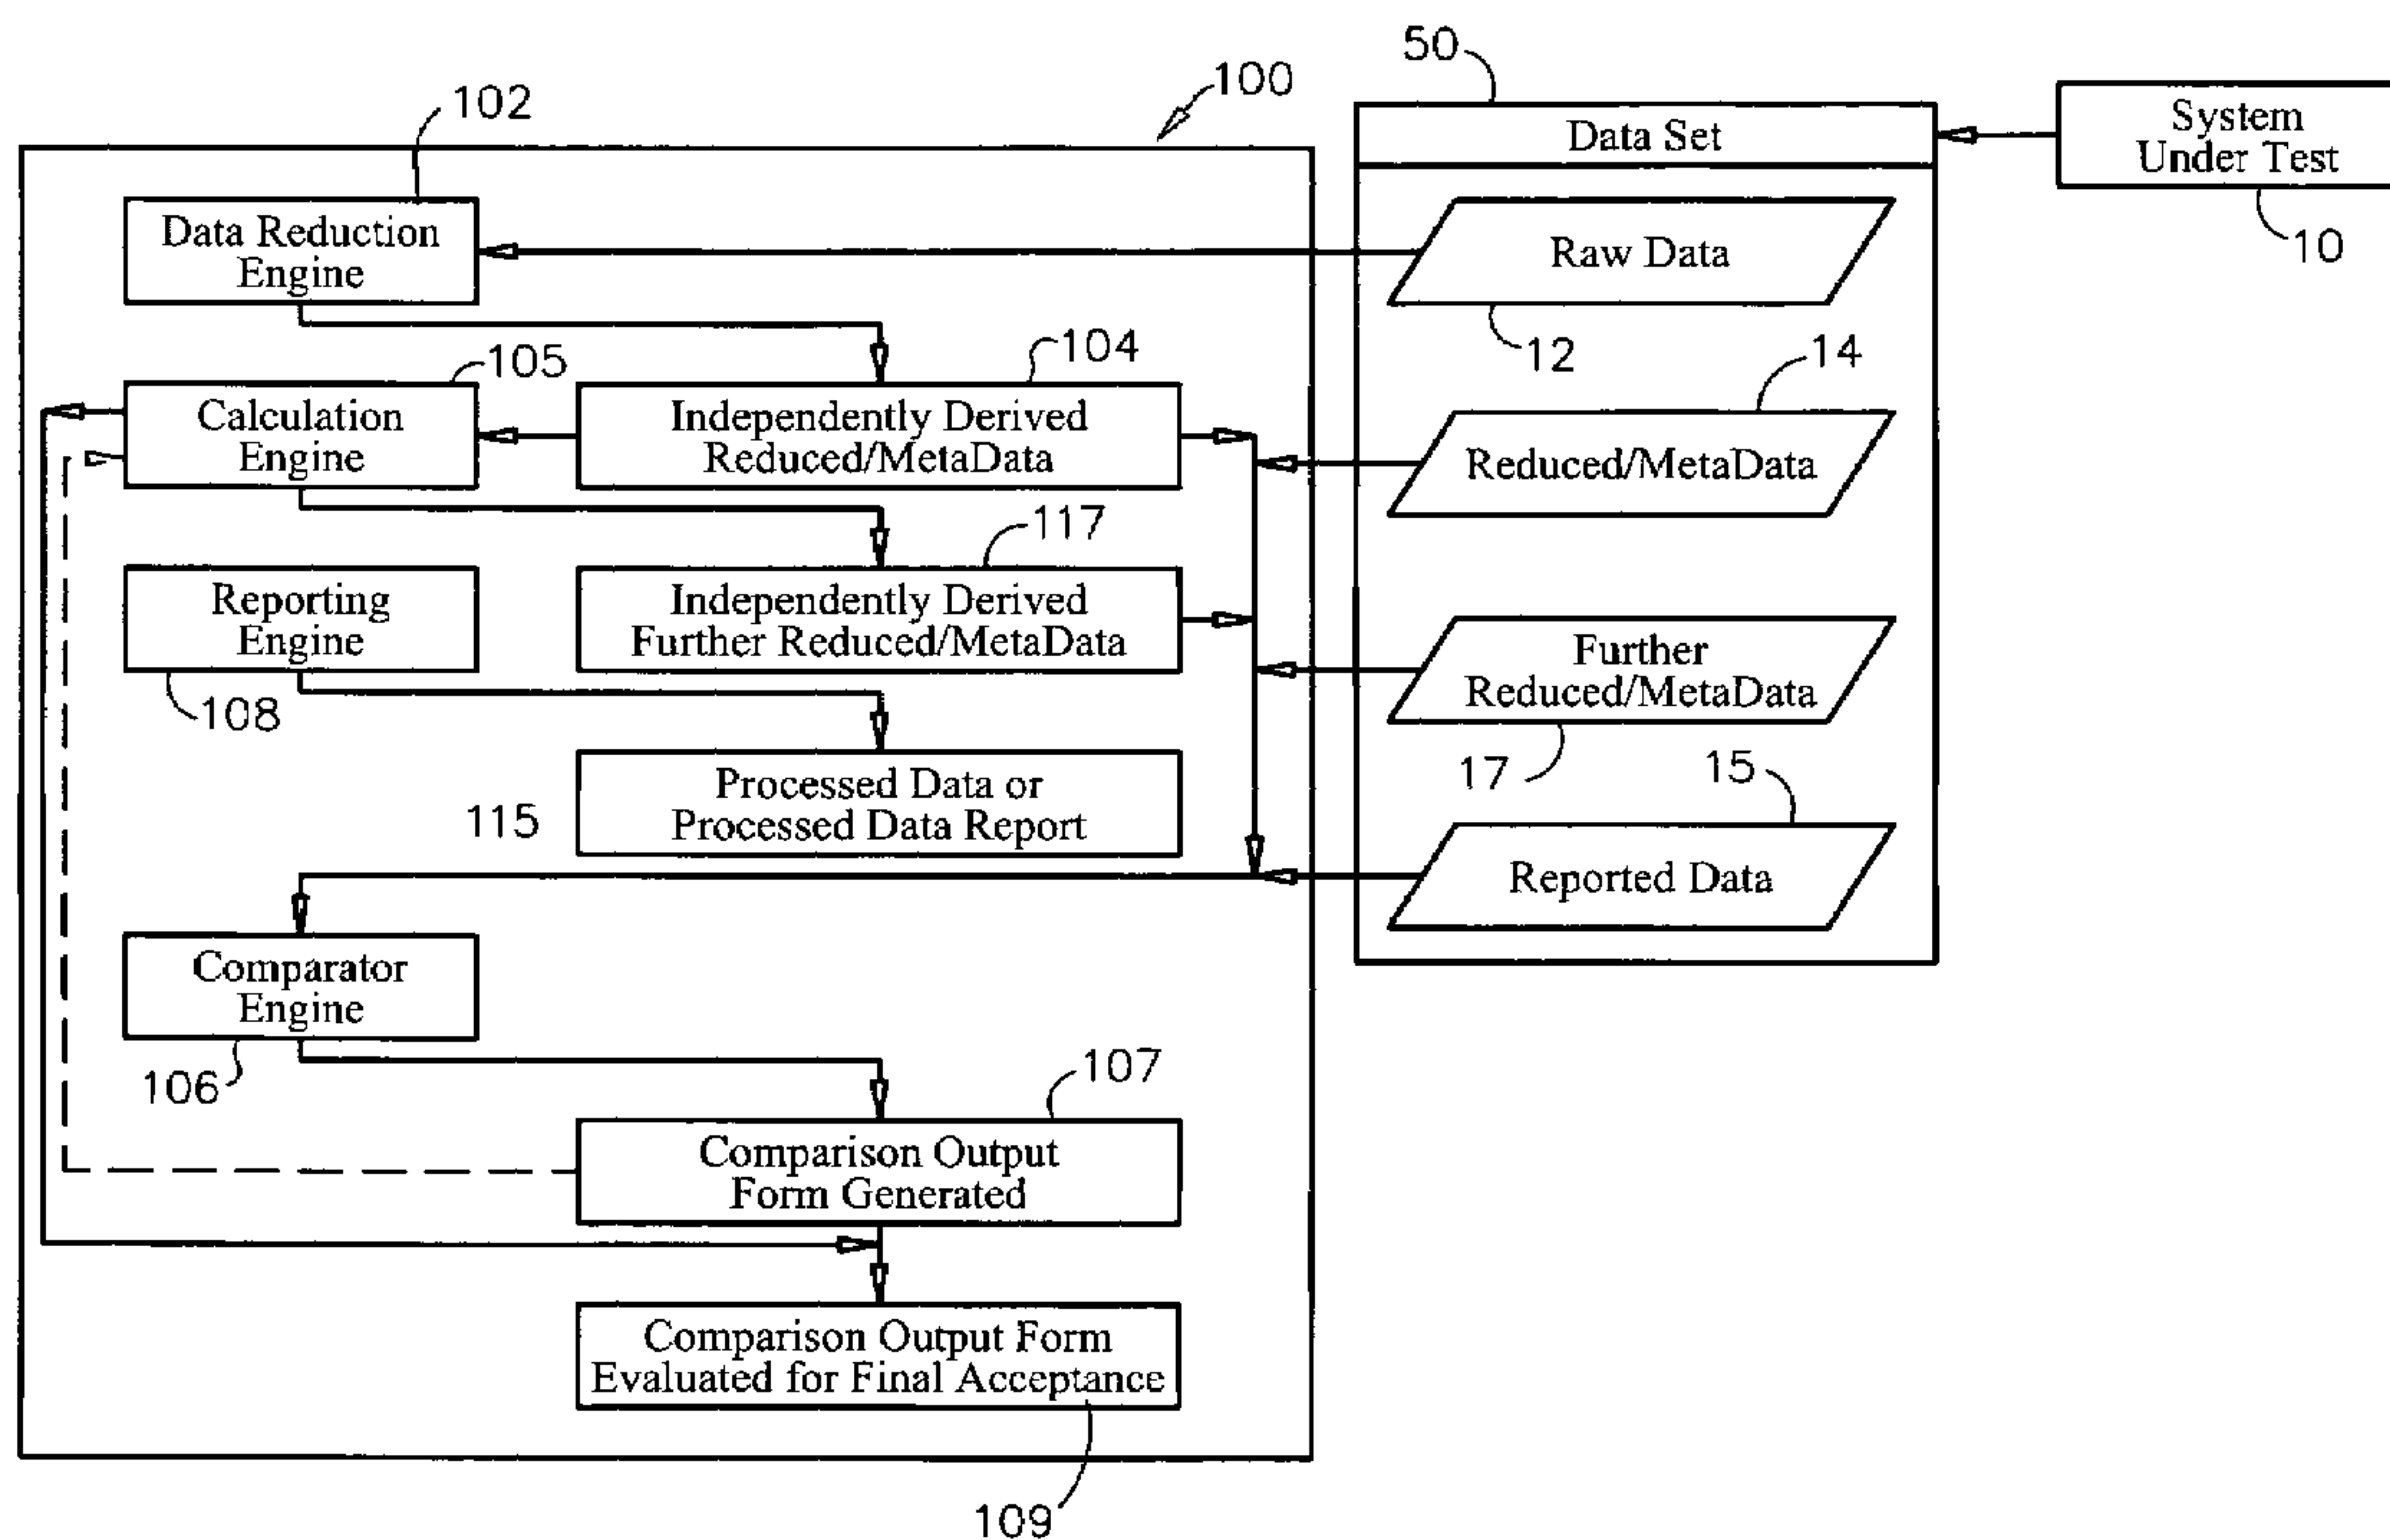 50
100
102
Data Set
System
Under Test
10
Data Reduction
Engine
Raw Data
12
105
104
14
Calculation
Engine
Independently Derived
Reduced/MetaData
Reduced/MetaData
117
Reporting
Engine
108
Independently Derived
Further Reduced/MetaData
Further
Reduced/MetaData
17
15
115
Processed Data or
Processed Data Report
Reported Data
Comparator
Engine
106
107
Comparison Output
Form Generated
Comparison Output Form
Evaluated for Final Acceptance
109